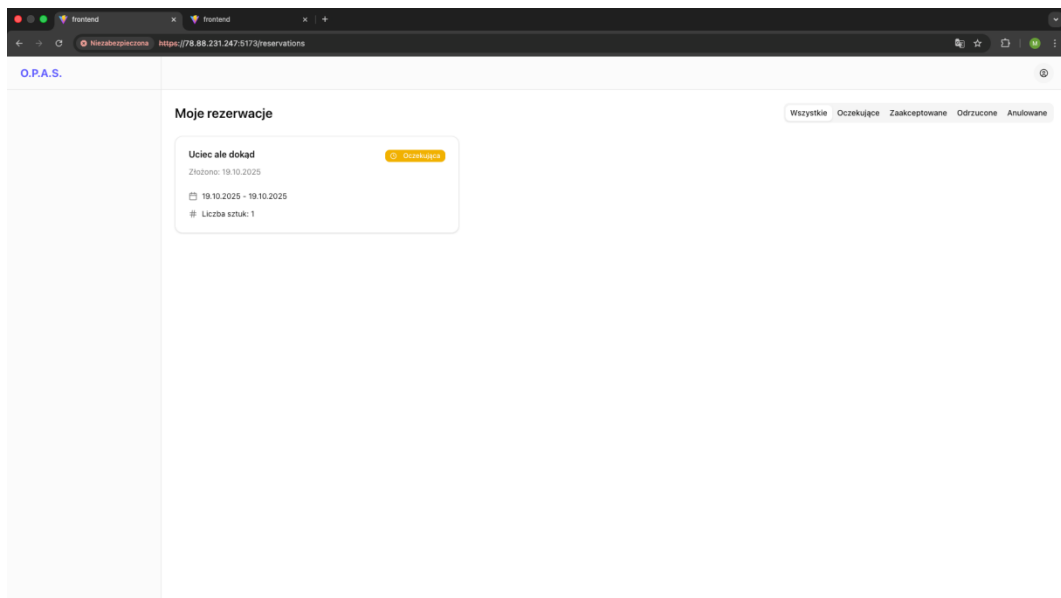 frontend
frontend
Niezabezpieczona https://78.88.231.247:5173/reservations
M
O.P.A.S.
Moje rezerwacje
Wszystkie Oczekujące Zaakceptowane Odrzucone Anulowane
Uciec ale dokąd
Oczekująca
Złożono: 19.10.2025
19.10.2025 - 19.10.2025
# Liczba sztuk: 1